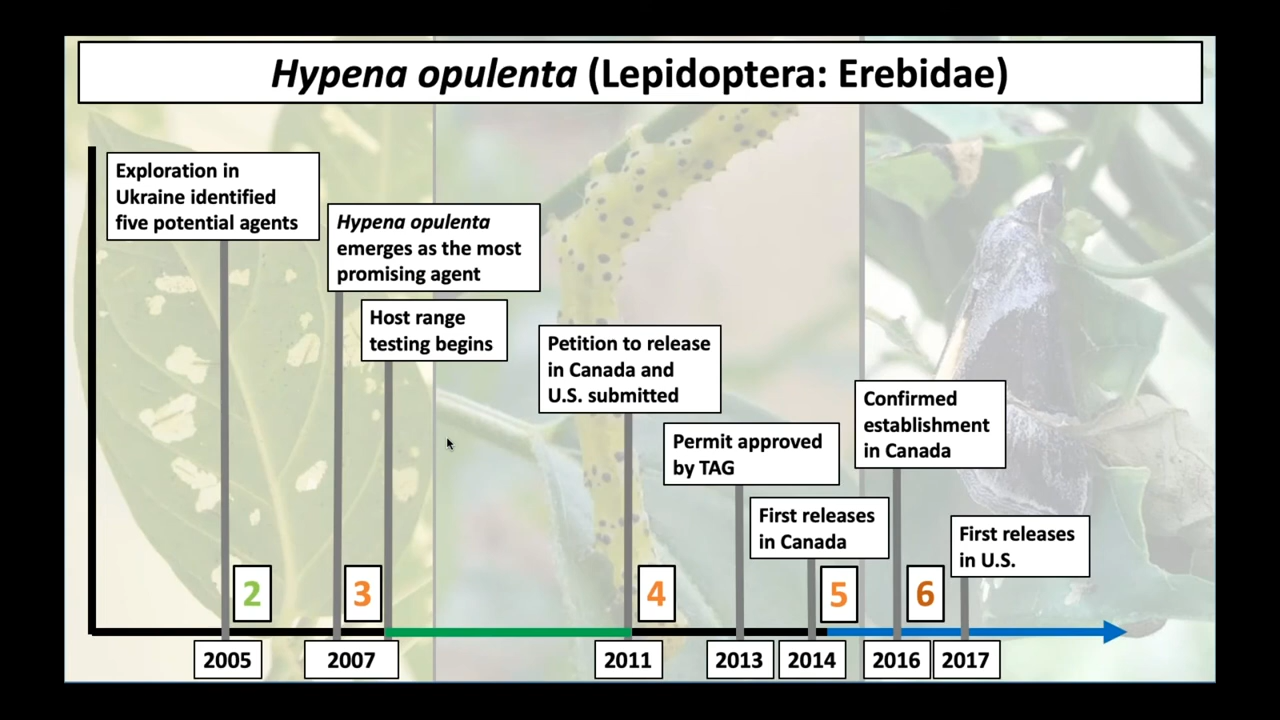 Hypena opulenta (Lepidoptera: Erebidae)
Exploration in
Ukraine identified
five potential agents
Hypena opulenta
emerges as the most
promising agent
Host range
testing begins
Petition to release
in Canada and
U.S. submitted
Permit approved
by TAG
First releases
in Canada
Confirmed
establishment
in Canada
First releases
in U.S.
2
3
4
5
6
2005
2007
2011
2013
2014
2016
2017